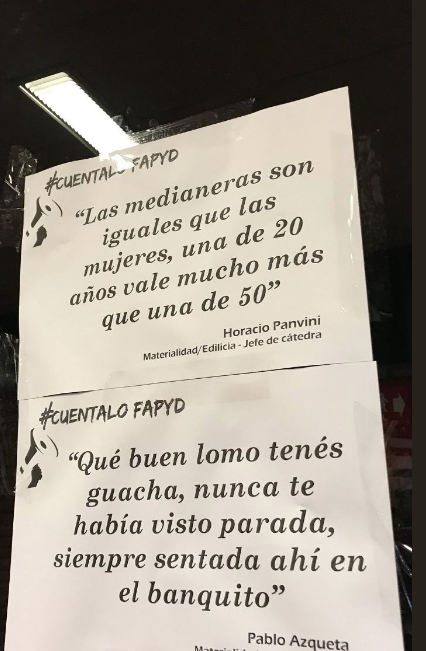 #CUENTALO FAPYD
“Las medianeras son
iguales que las
mujeres, una de 20
años vale mucho más
que una de 50”
Horacio Panvini
Materialidad/Edilicia - Jefe de cátedra
#CUENTALO FAPYD
“Qué buen lomo tenés
guacha, nunca te
había visto parada,
siempre sentada ahí en
el banquito”
Pablo Azqueta